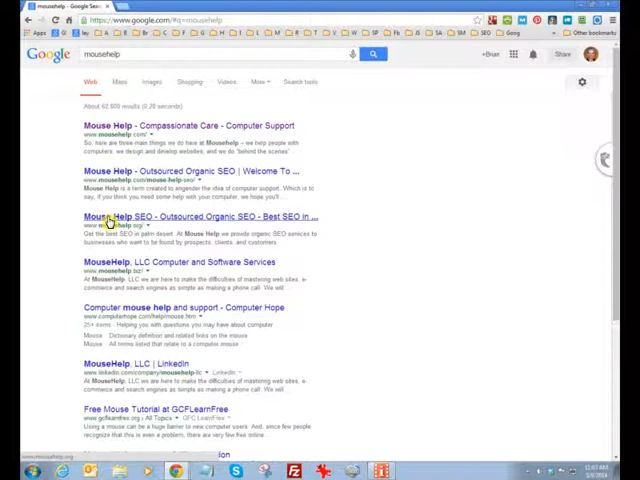 mousehelp - Google Sear
https://www.google.com/#q=mousehelp
Apps
Other bookmarks
Google
mousehelp
+Brian
Share
Web
Maps
Images
Shopping
Videos
More
Search tools
About 62,800 results (0.20 seconds)
Mouse Help - Compassionate Care - Computer Support
www.mousehelp.com/
So, here are three main things we do here at Mousehelp – we help people with
computers, we design and develop websites, and we do "behind the scenes"
Mouse Help - Outsourced Organic SEO | Welcome To ...
www.mousehelp.com/mouse-help-seo/
Mouse Help is a term created to engender the idea of computer support. Which is to
say, if you think you need some help with your computer, we hope you'll...
Mouse Help SEO - Outsourced Organic SEO - Best SEO in ...
www.mousehelp.org/
Get the best SEO in palm desert. At Mouse Help we provide organic SEO services to
businesses who want to be found by prospects, clients, and customers.
MouseHelp, LLC Computer and Software Services
www.mousehelp.biz/
At MouseHelp, LLC we are here to make the difficulties of mastering web sites, e-
commerce and search engines as simple as making a phone call. We will
Computer mouse help and support - Computer Hope
www.computerhope.com/help/mouse.htm
25+ items - Helping you with questions you may have about computer
Mouse Dictionary definition and related links on the mouse
Mouse All forms related to a computer mouse
MouseHelp, LLC | LinkedIn
www.linkedin.com/company/mousehelp-llc LinkedIn
At MouseHelp, LLC we are here to make the difficulties of mastering web sites, e-
commerce and search engines as simple as making a phone call. We will
Free Mouse Tutorial at GCFLearnFree
www.gcflearnfree.org › All Topics GCF LearnFree
Using a mouse can be a huge barrier to new computer users. And, since few people
recognize that this is even a problem, there are very few free
www.mousehelp.org
11:03 AM